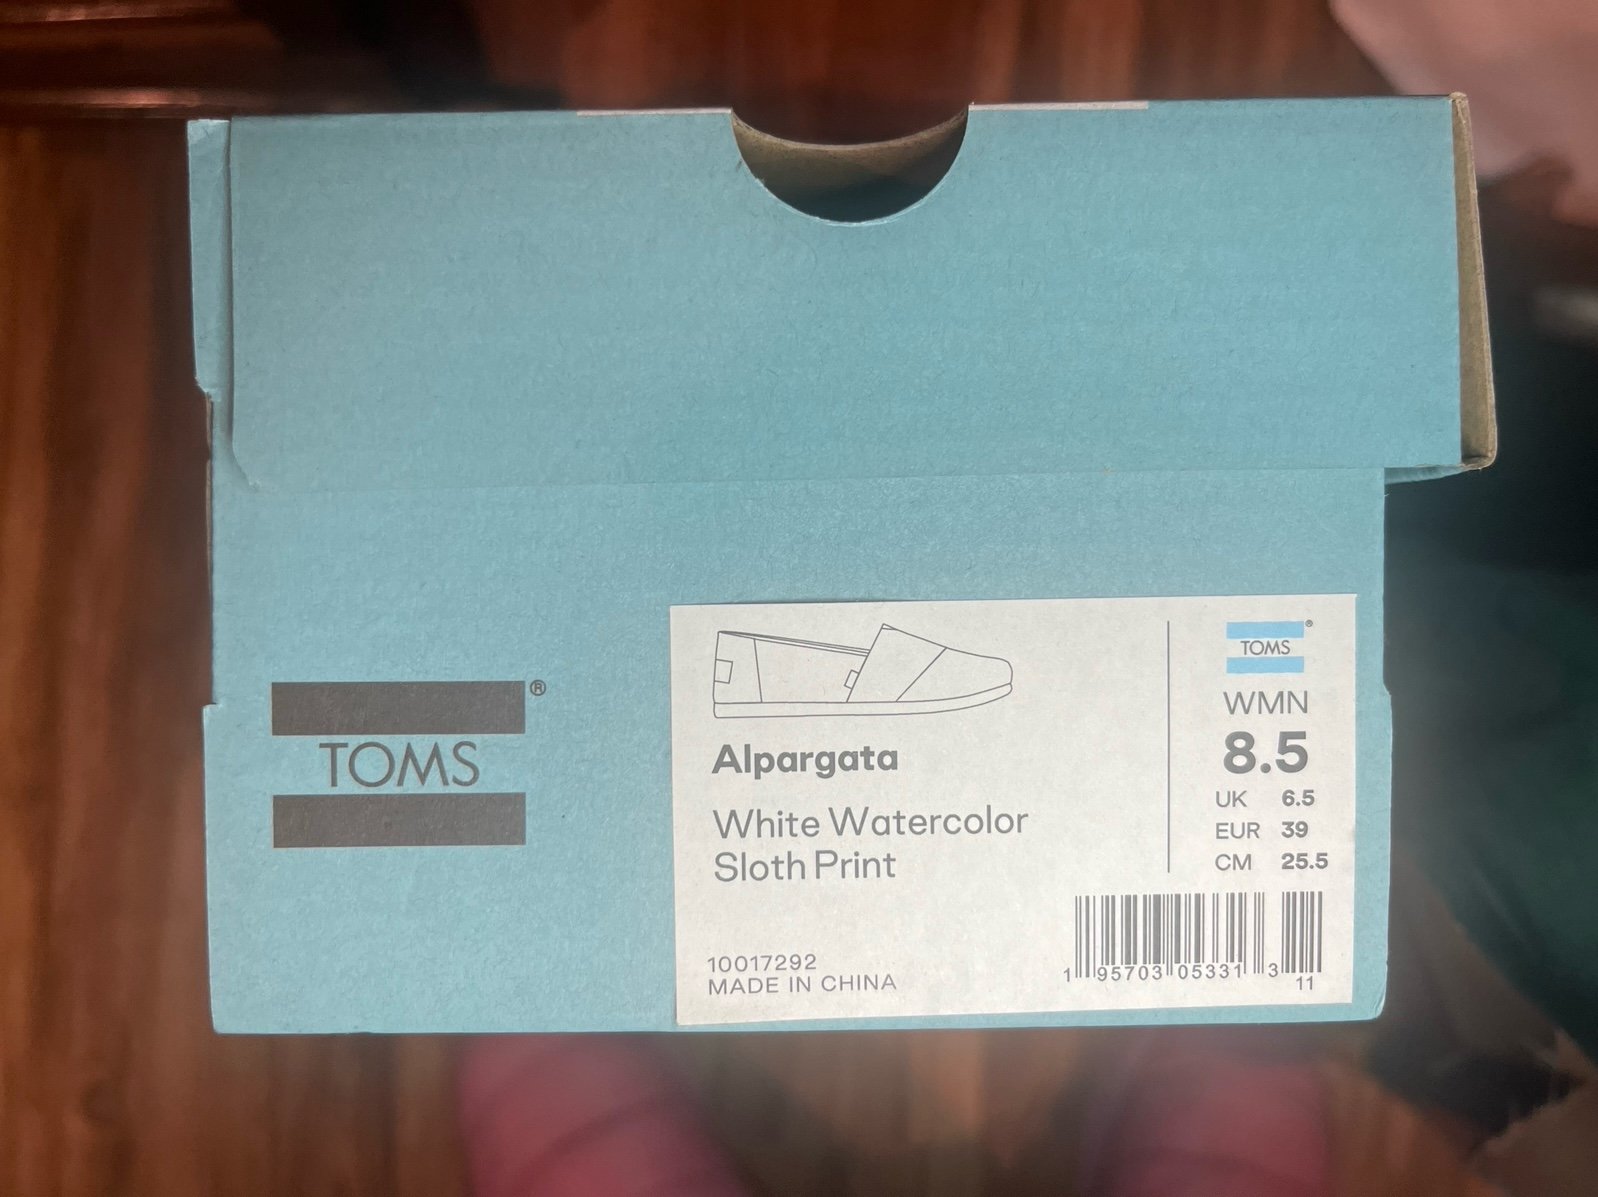 TOMS®
Alpargata
White Watercolor
Sloth Print
10017292
MADE IN CHINA
TOMS®
WMN
8.5
UK 6.5
EUR 39
CM 25.5
1 95703 05331 3
11